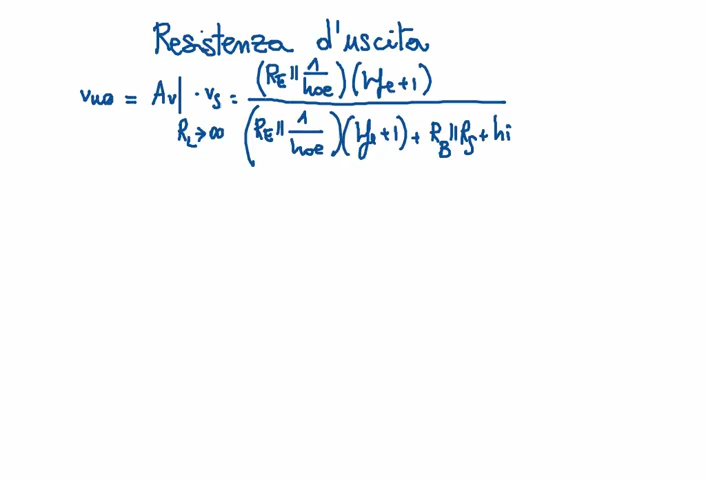 Resistenza d'uscita
vuo = Av|RL→∞ · vs = (RE || 1/hoe)(hfe+1) / (RE || 1/hoe)(hfe+1) + RB || RS + hi